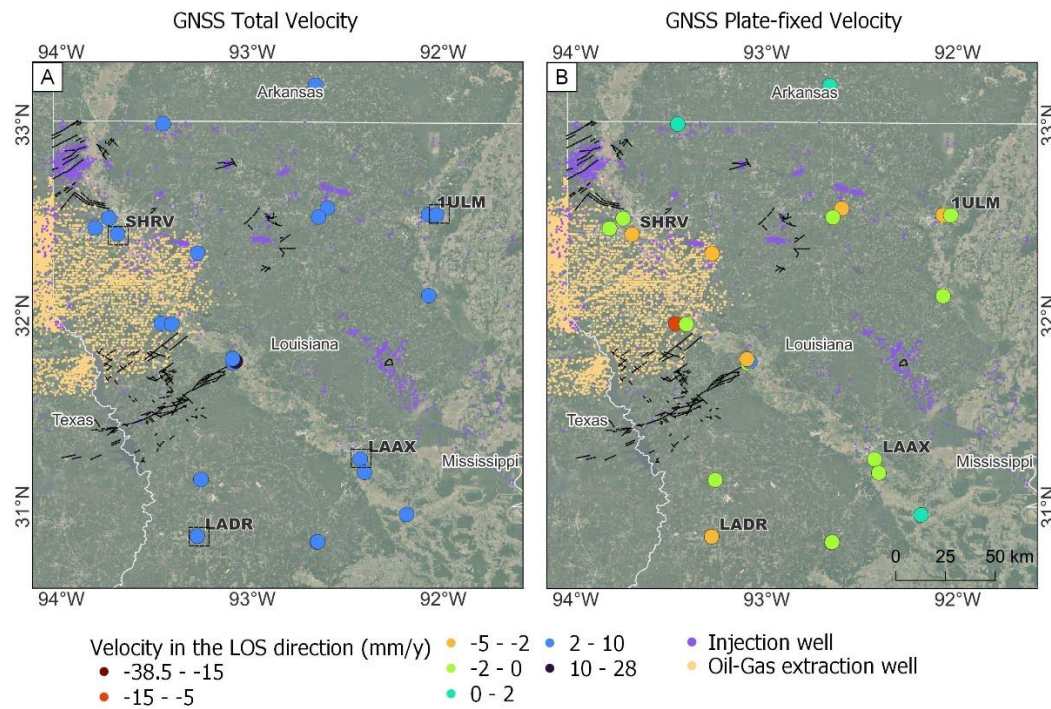 GNSS Total Velocity
GNSS Plate-fixed Velocity
94°W 93°W 92°W
94°W 93°W 92°W
A
B
Arkansas
Arkansas
33°N
33°N
1ULM
1ULM
SHRV
SHRV
32°N
32°N
Louisiana
Louisiana
Texas
Texas
LAAX
LAAX
Mississippi
Mississippi
31°N
31°N
LADR
LADR
0 25 50 km
94°W 93°W 92°W
94°W 93°W 92°W
Velocity in the LOS direction (mm/y)
-38.5 - -15
-15 - -5
-5 - -2
-2 - 0
0 - 2
2 - 10
10 - 28
Injection well
Oil-Gas extraction well